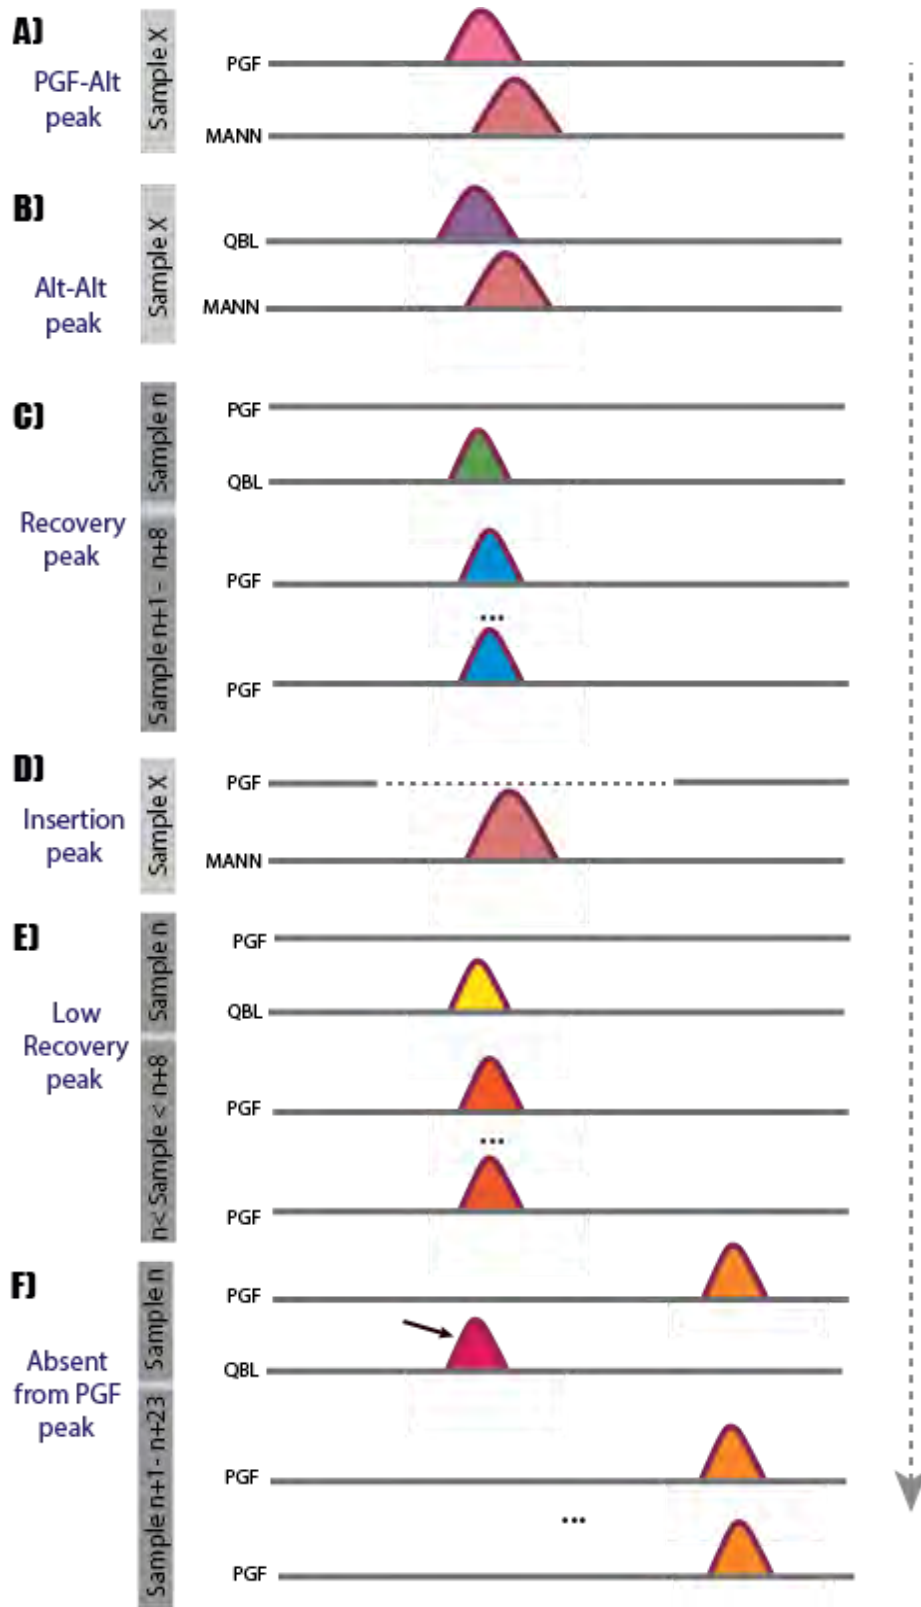 A)
PGF-Alt
peak
Sample X
PGF
MANN
B)
Alt-Alt
peak
Sample X
QBL
MANN
C)
Recovery
peak
Sample n
Sample n+1 - n+8
PGF
QBL
PGF
...
PGF
D)
Insertion
peak
Sample X
PGF
MANN
E)
Low
Recovery
peak
Sample n
n< Sample < n+8
PGF
QBL
PGF
...
PGF
F)
Absent
from PGF
peak
Sample n
Sample n+1- n+23
PGF
QBL
PGF
...
PGF